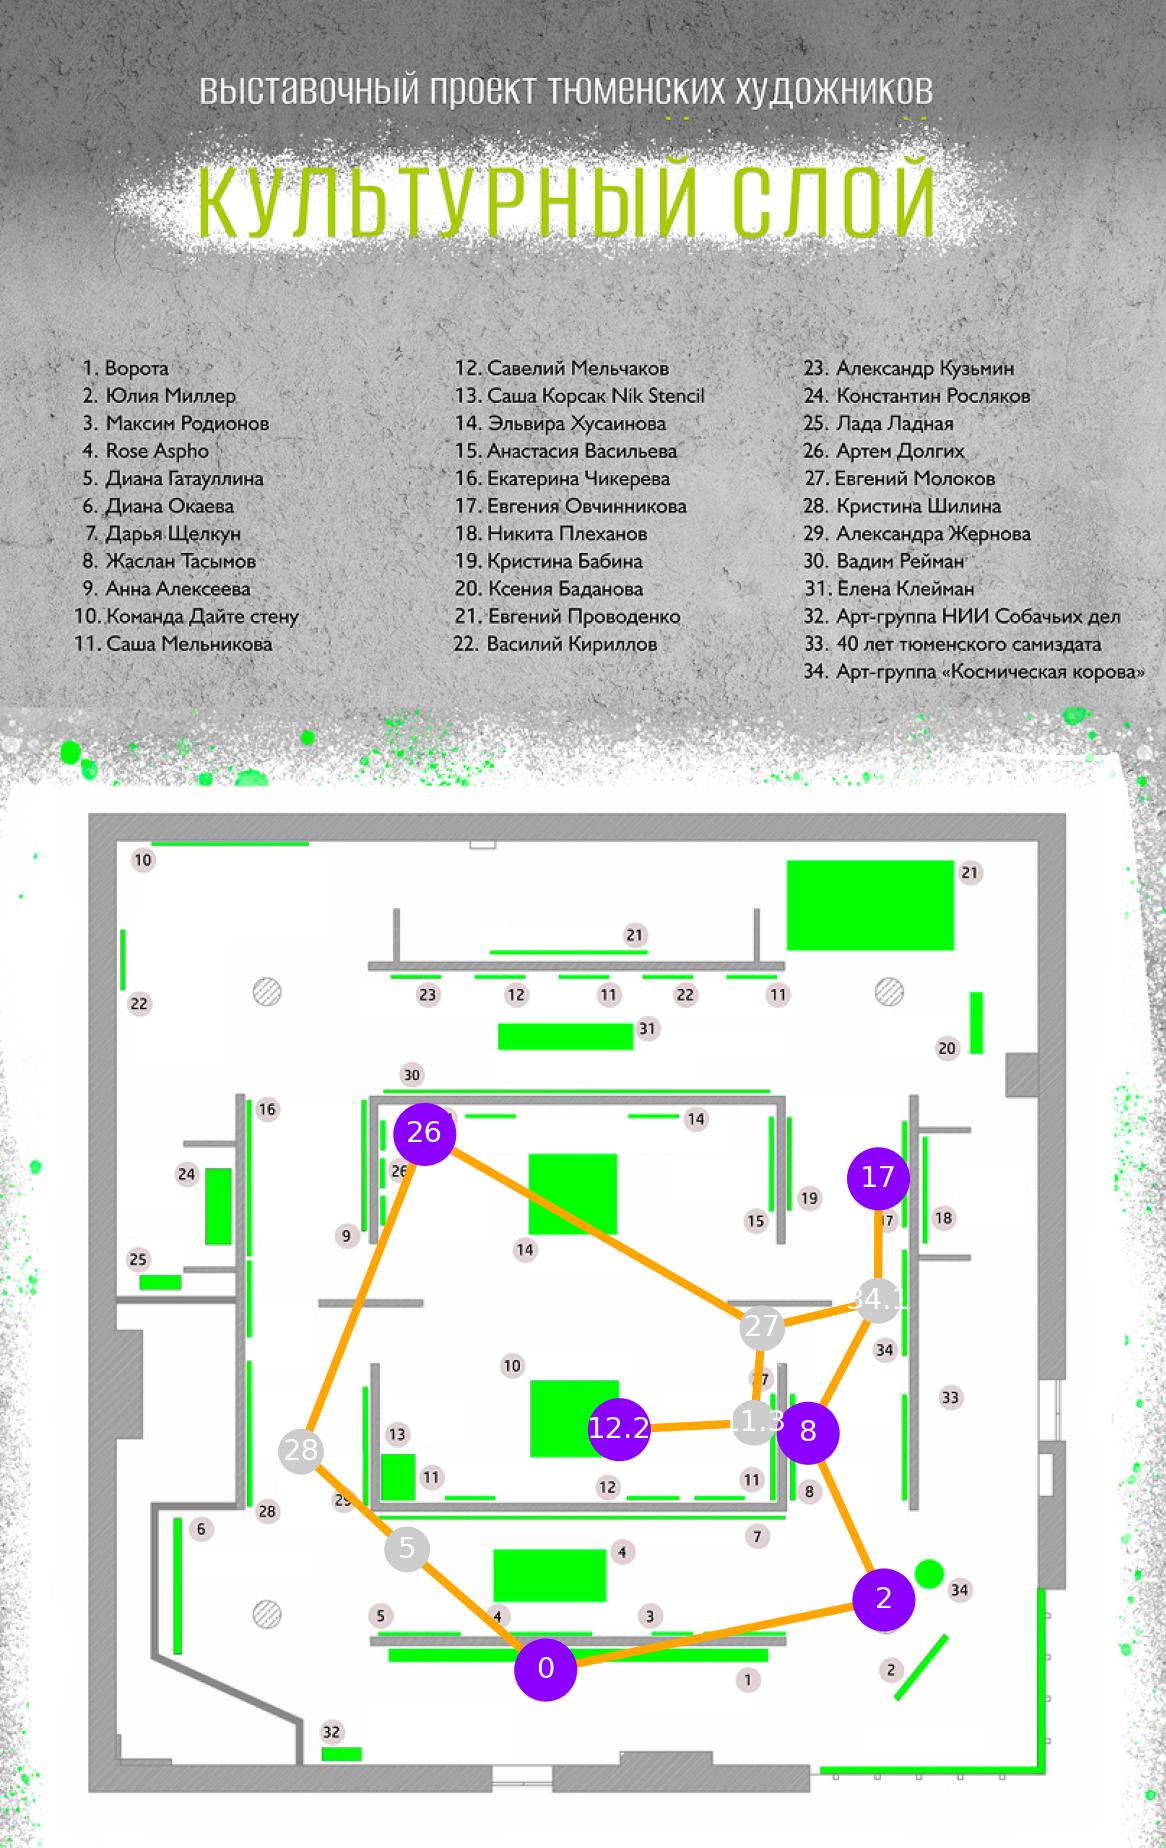 выставочный проект тюменских художников
КУЛЬТУРНЫЙ СЛОЙ
1. Ворота
2. Юлия Миллер
3. Максим Родионов
4. Rose Aspho
5. Диана Гатауллина
6. Диана Окаева
7. Дарья Щелкун
8. Жаслан Тасымов
9. Анна Алексеева
10. Команда Дайте стену
11. Саша Мельникова
12. Савелий Мельчаков
13. Саша Корсак Nik Stencil
14. Эльвира Хусаинова
15. Анастасия Васильева
16. Екатерина Чикерева
17. Евгения Овчинникова
18. Никита Плеханов
19. Кристина Бабина
20. Ксения Баданова
21. Евгений Проводенко
22. Василий Кириллов
23. Александр Кузьмин
24. Константин Росляков
25. Лада Ладная
26. Артем Долгих
27. Евгений Молоков
28. Кристина Шилина
29. Александра Жернова
30. Вадим Рейман
31. Елена Клейман
32. Арт-группа НИИ Собачьих дел
33. 40 лет тюменского самиздата
34. Арт-группа «Космическая корова»
10
21
21
22
23
12
11
22
11
31
20
30
16
14
26
26
24
17
19
15
17
18
9
14
25
34.1
27
34
10
33
12.2
8
13
28
11
12
11
8
29
28
6
7
5
4
34
2
5
4
3
0
2
1
32